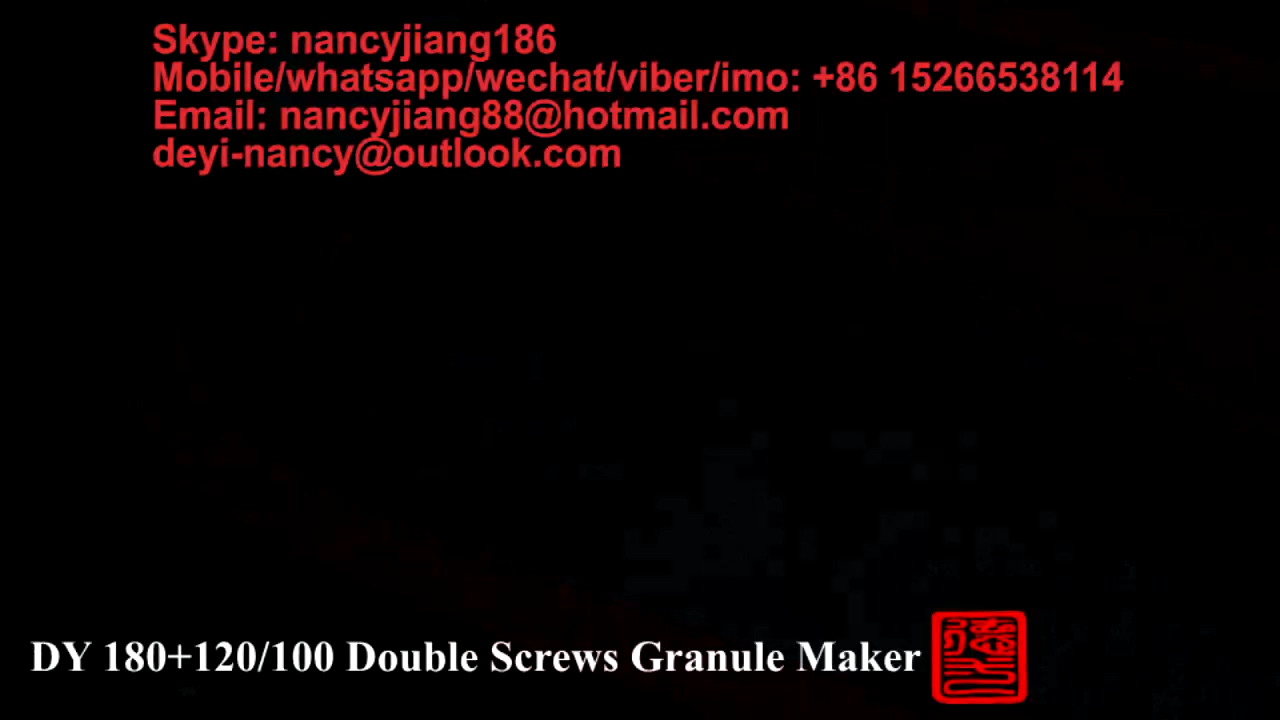 Skype: nancyjiang186
Mobile/whatsapp/wechat/viber/imo: +86 15266538114
Email: nancyjiang88@hotmail.com
deyi-nancy@outlook.com
DY 180+120/100 Double Screws Granule Maker